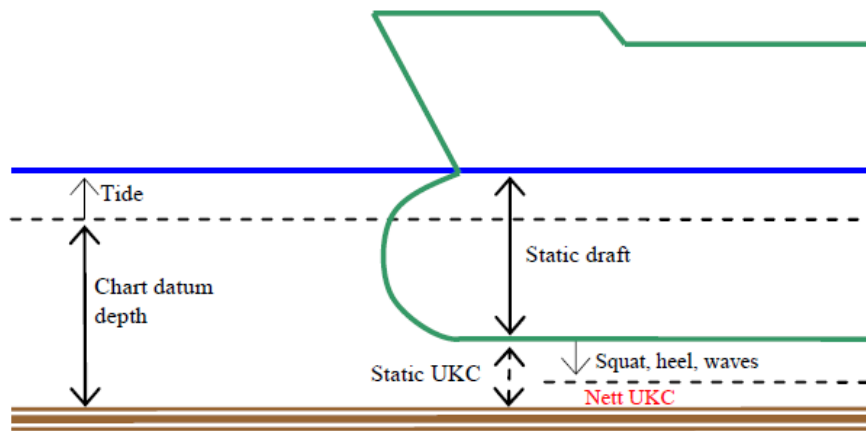 Tide
Chart datum
depth
Static draft
Static UKC
Squat, heel, waves
Nett UKC